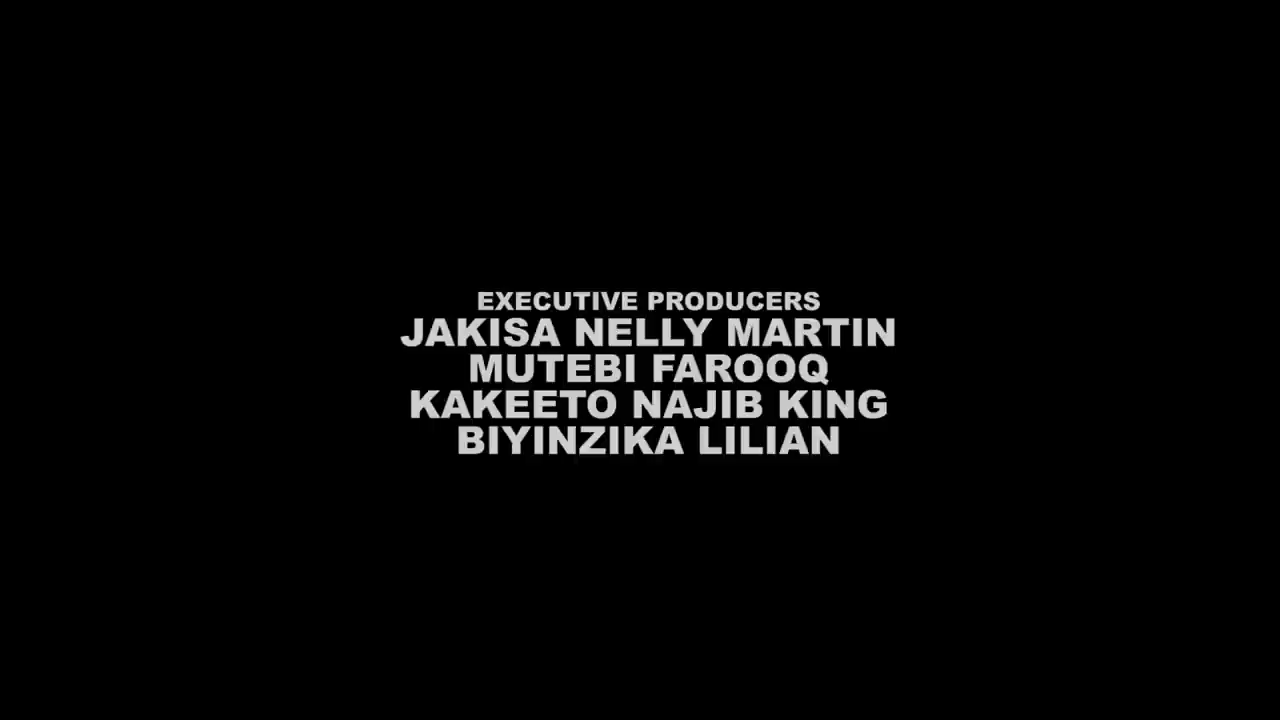 EXECUTIVE PRODUCERS
JAKISA NELLY MARTIN
MUTEBI FAROOQ
KAKEETO NAJIB KING
BIYINZIKA LILIAN